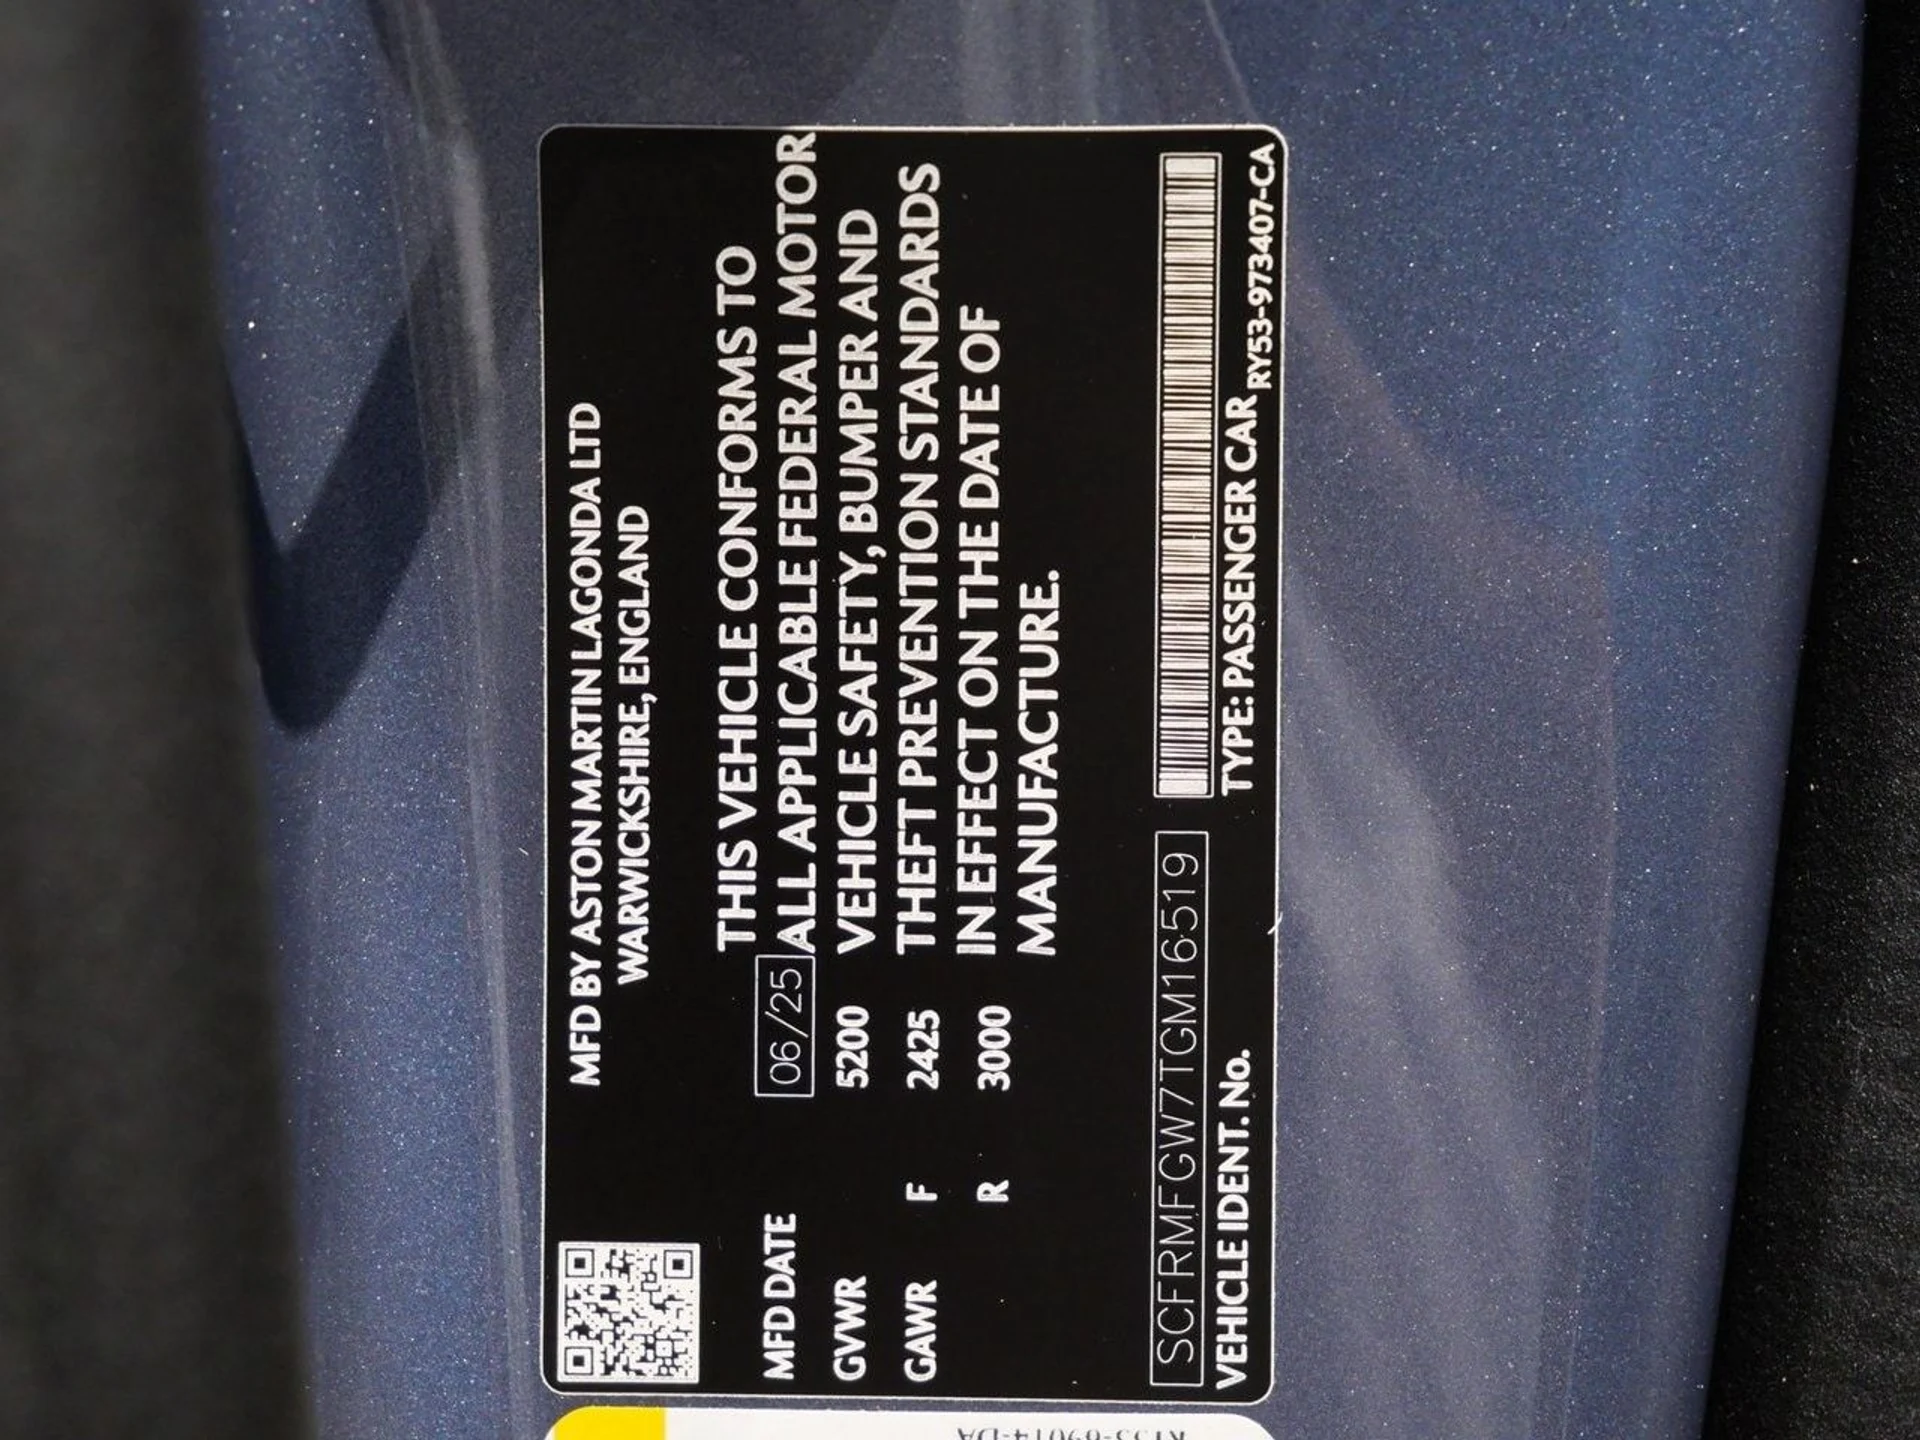 MFD BY ASTON MARTIN LAGONDA LTD
WARWICKSHIRE, ENGLAND
THIS VEHICLE CONFORMS TO
MFD DATE 06/25 ALL APPLICABLE FEDERAL MOTOR
GVWR 5200 VEHICLE SAFETY, BUMPER AND
GAWR F 2425 THEFT PREVENTION STANDARDS
R 3000 IN EFFECT ON THE DATE OF
MANUFACTURE.
SCFRMFGW7TGM16519
VEHICLE IDENT. No. TYPE: PASSENGER CAR RY53-973407-CA